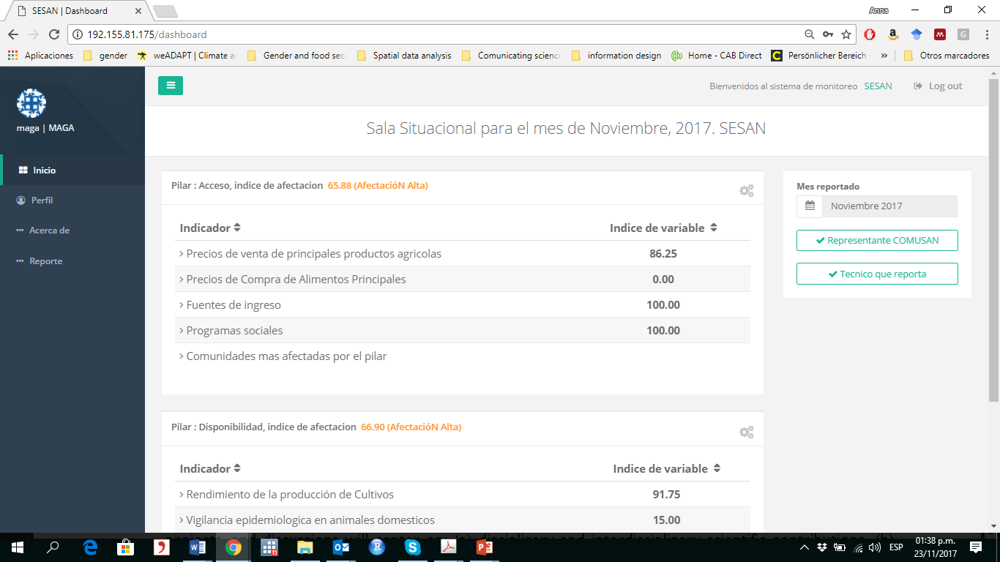 SESAN | Dashboard
Anna
192.155.81.175/dashboard
Aplicaciones gender weADAPT | Climate Gender and food sec Spatial data analysis Comunicating science information design Home - CAB Direct Persönlicher Bereich » Otros marcadores
maga | MAGA
Inicio
Perfil
Acerca de
Reporte
Bienvenidos al sistema de monitoreo SESAN Log out
Sala Situacional para el mes de Noviembre, 2017. SESAN
Pilar : Acceso, indice de afectacion 65.88 (AfectacióN Alta)
Indicador Indice de variable
Precios de venta de principales productos agricolas 86.25
Precios de Compra de Alimentos Principales 0.00
Fuentes de ingreso 100.00
Programas sociales 100.00
Comunidades mas afectadas por el pilar
Mes reportado
Noviembre 2017
Representante COMUSAN
Tecnico que reporta
Pilar : Disponibilidad, indice de afectacion 66.90 (AfectacióN Alta)
Indicador Indice de variable
Rendimiento de la producción de Cultivos 91.75
Vigilancia epidemiologica en animales domesticos 15.00
ESP
01:38 p.m.
23/11/2017